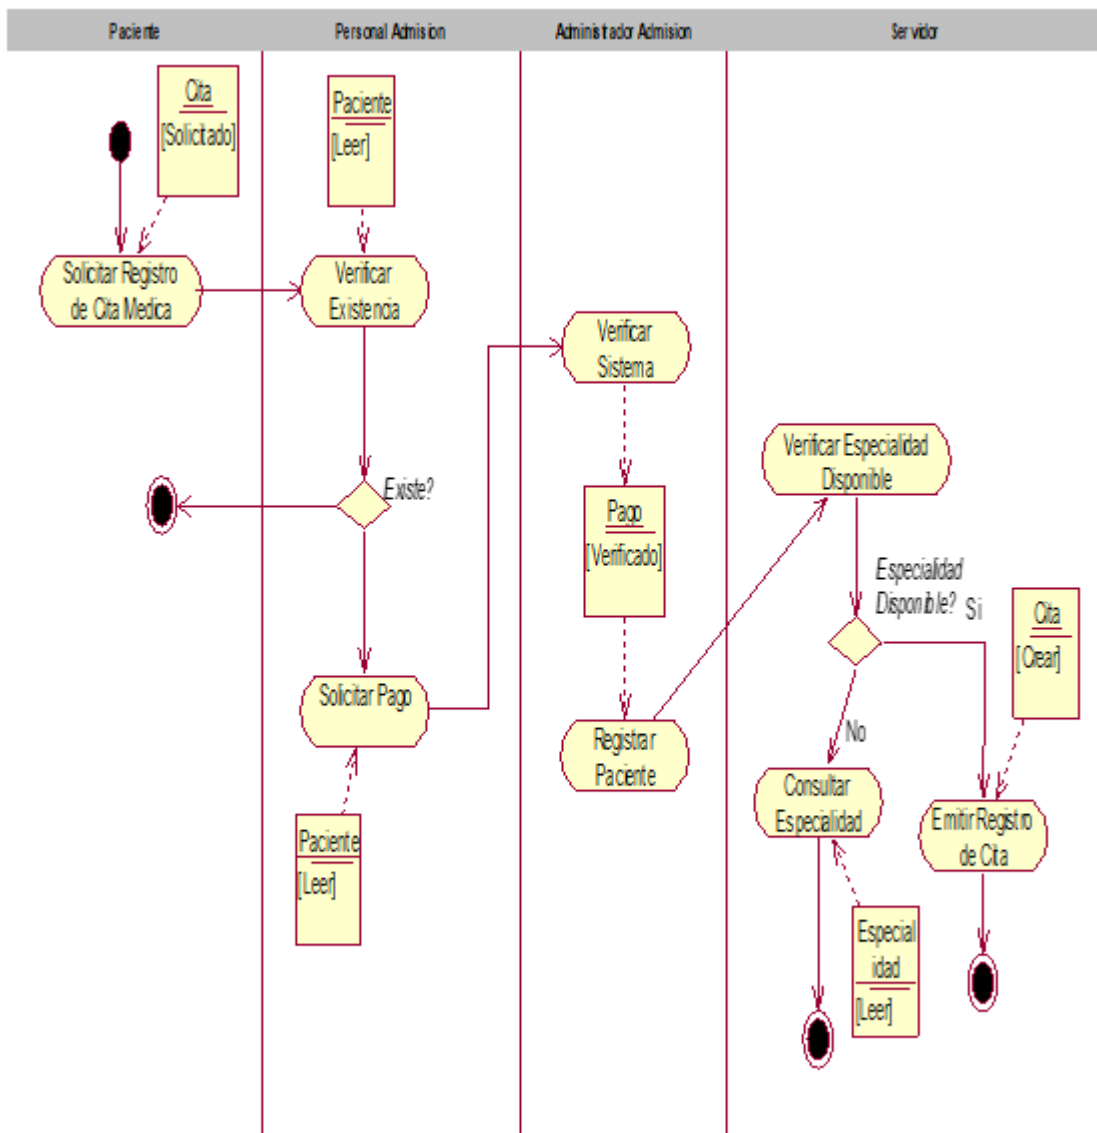 Paciente
Personal Admision
Administrador Admision
Servidor
Cita
[Solicitado]
Paciente
[Leer]
Solicitar Registro
de Cita Medica
Verificar
Existencia
Verificar
Sistema
Existe?
Verificar Especialidad
Disponible
Pago
[Verificado]
Especialidad
Disponible?
Si
Cita
[Crear]
Solicitar Pago
Registrar
Paciente
No
Consultar
Especialidad
Emitir Registro
de Cita
Paciente
[Leer]
Especial
idad
[Leer]